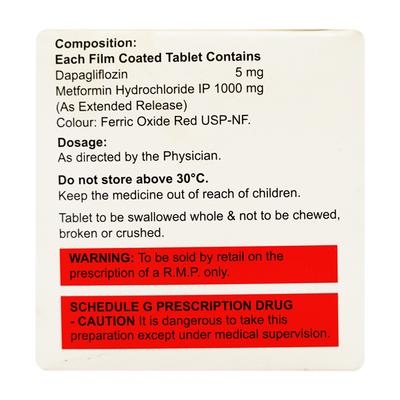 Composition:
Each Film Coated Tablet Contains
Dapagliflozin 5 mg
Metformin Hydrochloride IP 1000 mg
(As Extended Release)
Colour: Ferric Oxide Red USP-NF.
Dosage:
As directed by the Physician.
Do not store above 30°C.
Keep the medicine out of reach of children.
Tablet to be swallowed whole & not to be chewed,
broken or crushed.
WARNING: To be sold by retail on the
prescription of a R.M.P. only.
SCHEDULE G PRESCRIPTION DRUG
- CAUTION It is dangerous to take this
preparation except under medical supervision.